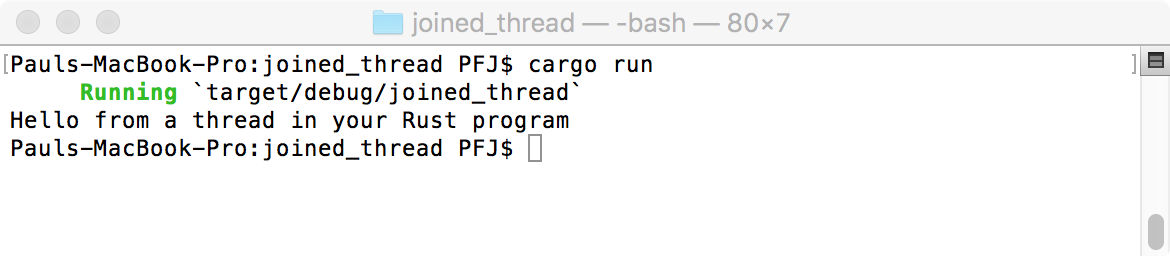 joined_thread — -bash — 80×7
[Pauls-MacBook-Pro:joined_thread PFJ$ cargo run ]
     Running `target/debug/joined_thread`
Hello from a thread in your Rust program
Pauls-MacBook-Pro:joined_thread PFJ$